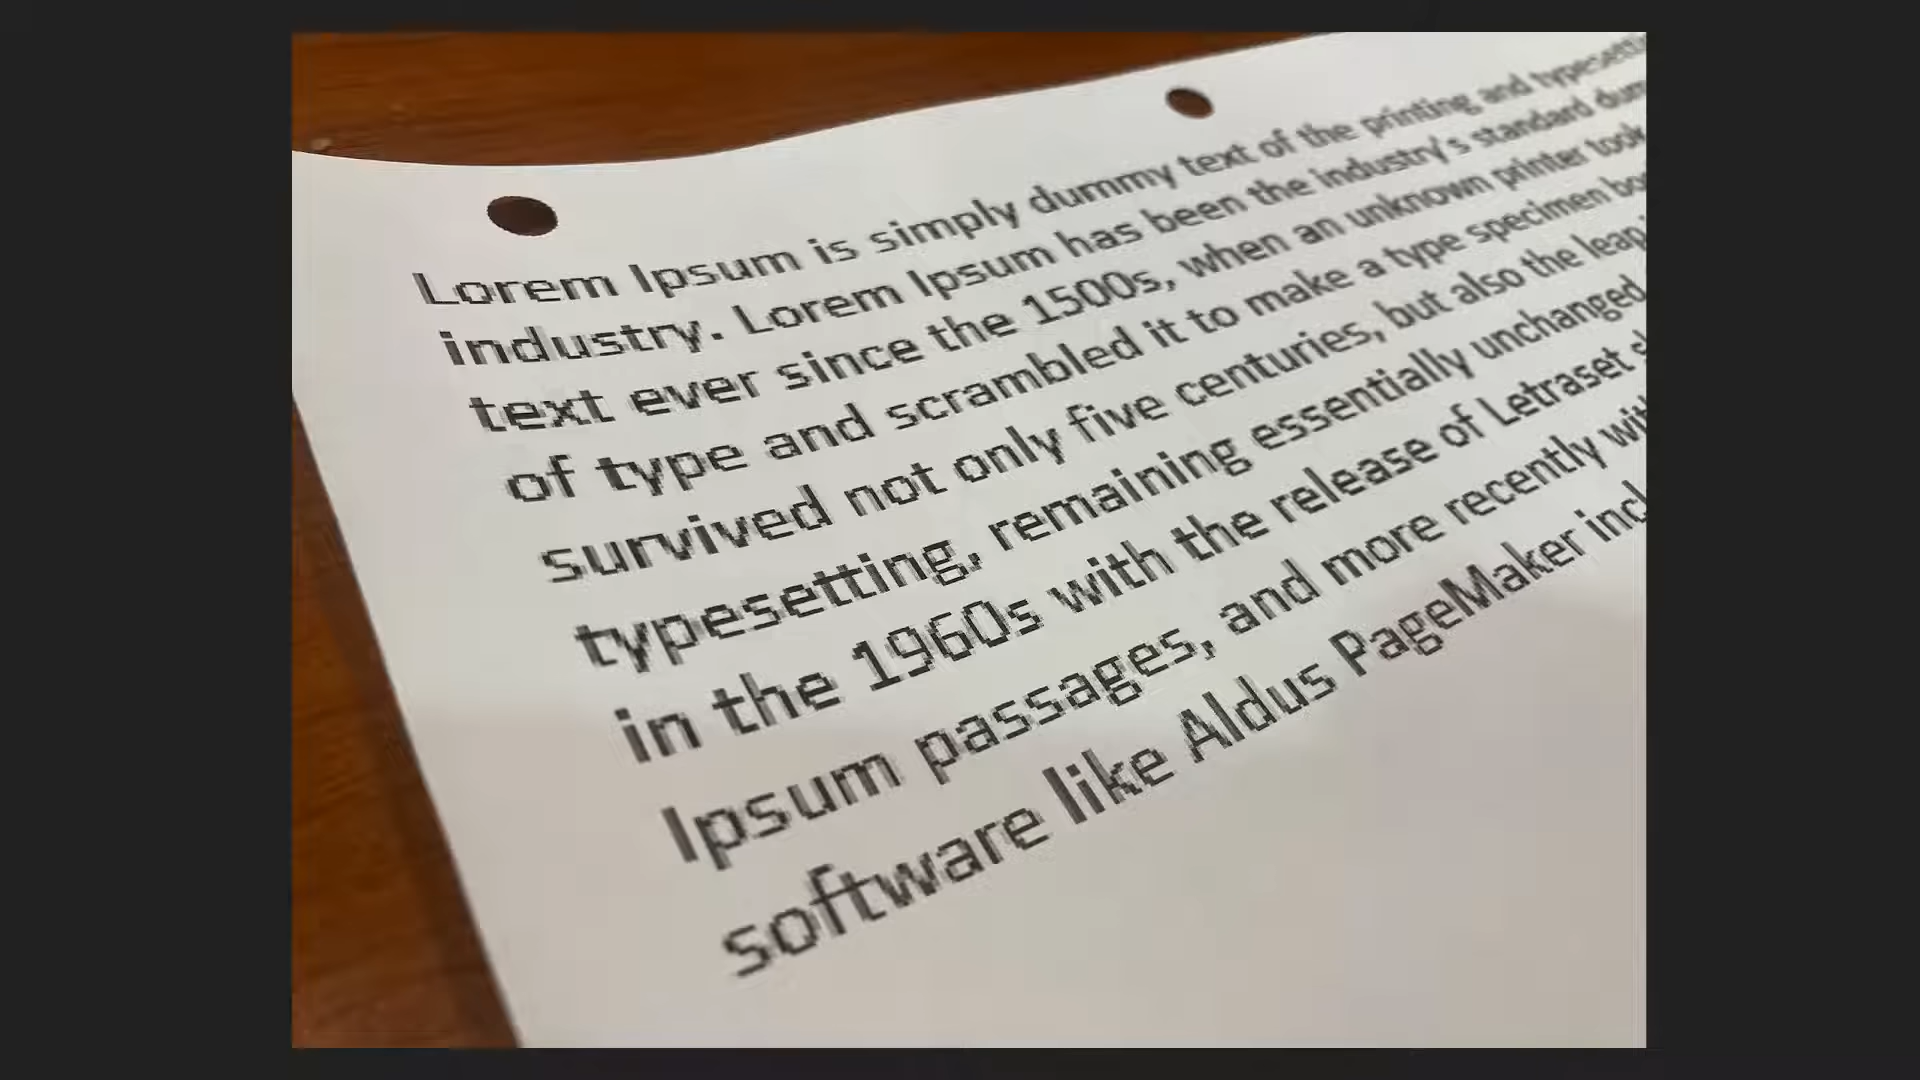 Lorem Ipsum is simply dummy text of the printing and
industry. Lorem Ipsum has been the industry's standard
text ever since the 1500s, when an unknown printer took
of type and scrambled it to make a type specimen
survived not only five centuries, but also the leap
typesetting, remaining essentially unchanged.
in the 1960s with the release of Letraset
Ipsum passages, and more recently
software like Aldus PageMaker